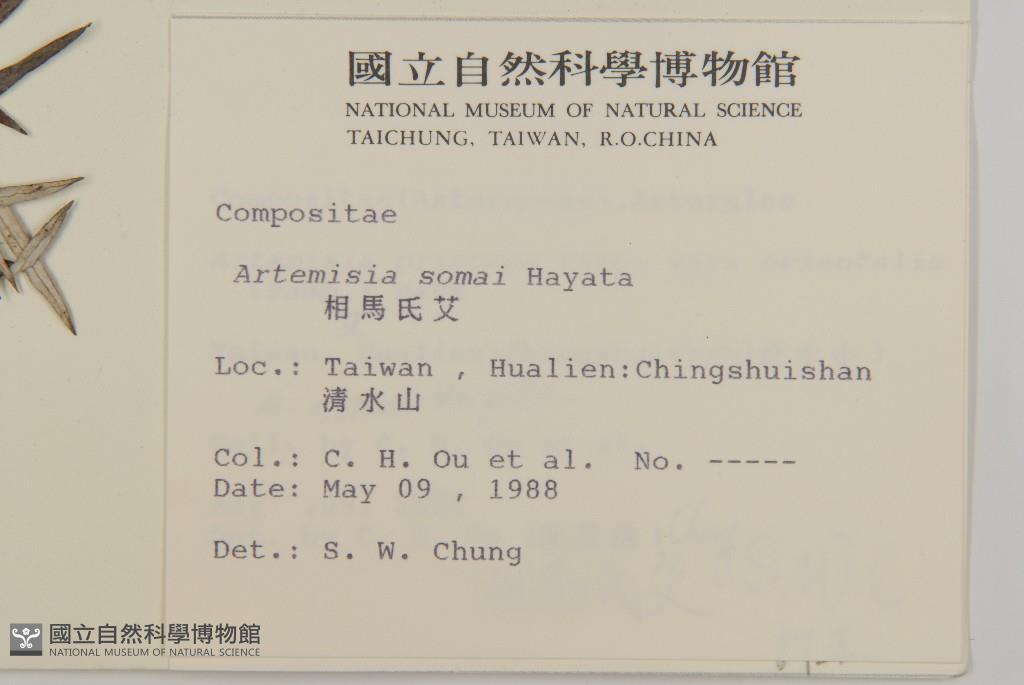 國立自然科學博物館
NATIONAL MUSEUM OF NATURAL SCIENCE
TAICHUNG, TAIWAN, R.O.CHINA
Compositae
Artemisia somai Hayata
相馬氏艾
Loc.: Taiwan , Hualien:Chingshuishan
清水山
Col.: C. H. Ou et al. No. -----
Date: May 09 , 1988
Det.: S. W. Chung
國立自然科學博物館
NATIONAL MUSEUM OF NATURAL SCIENCE